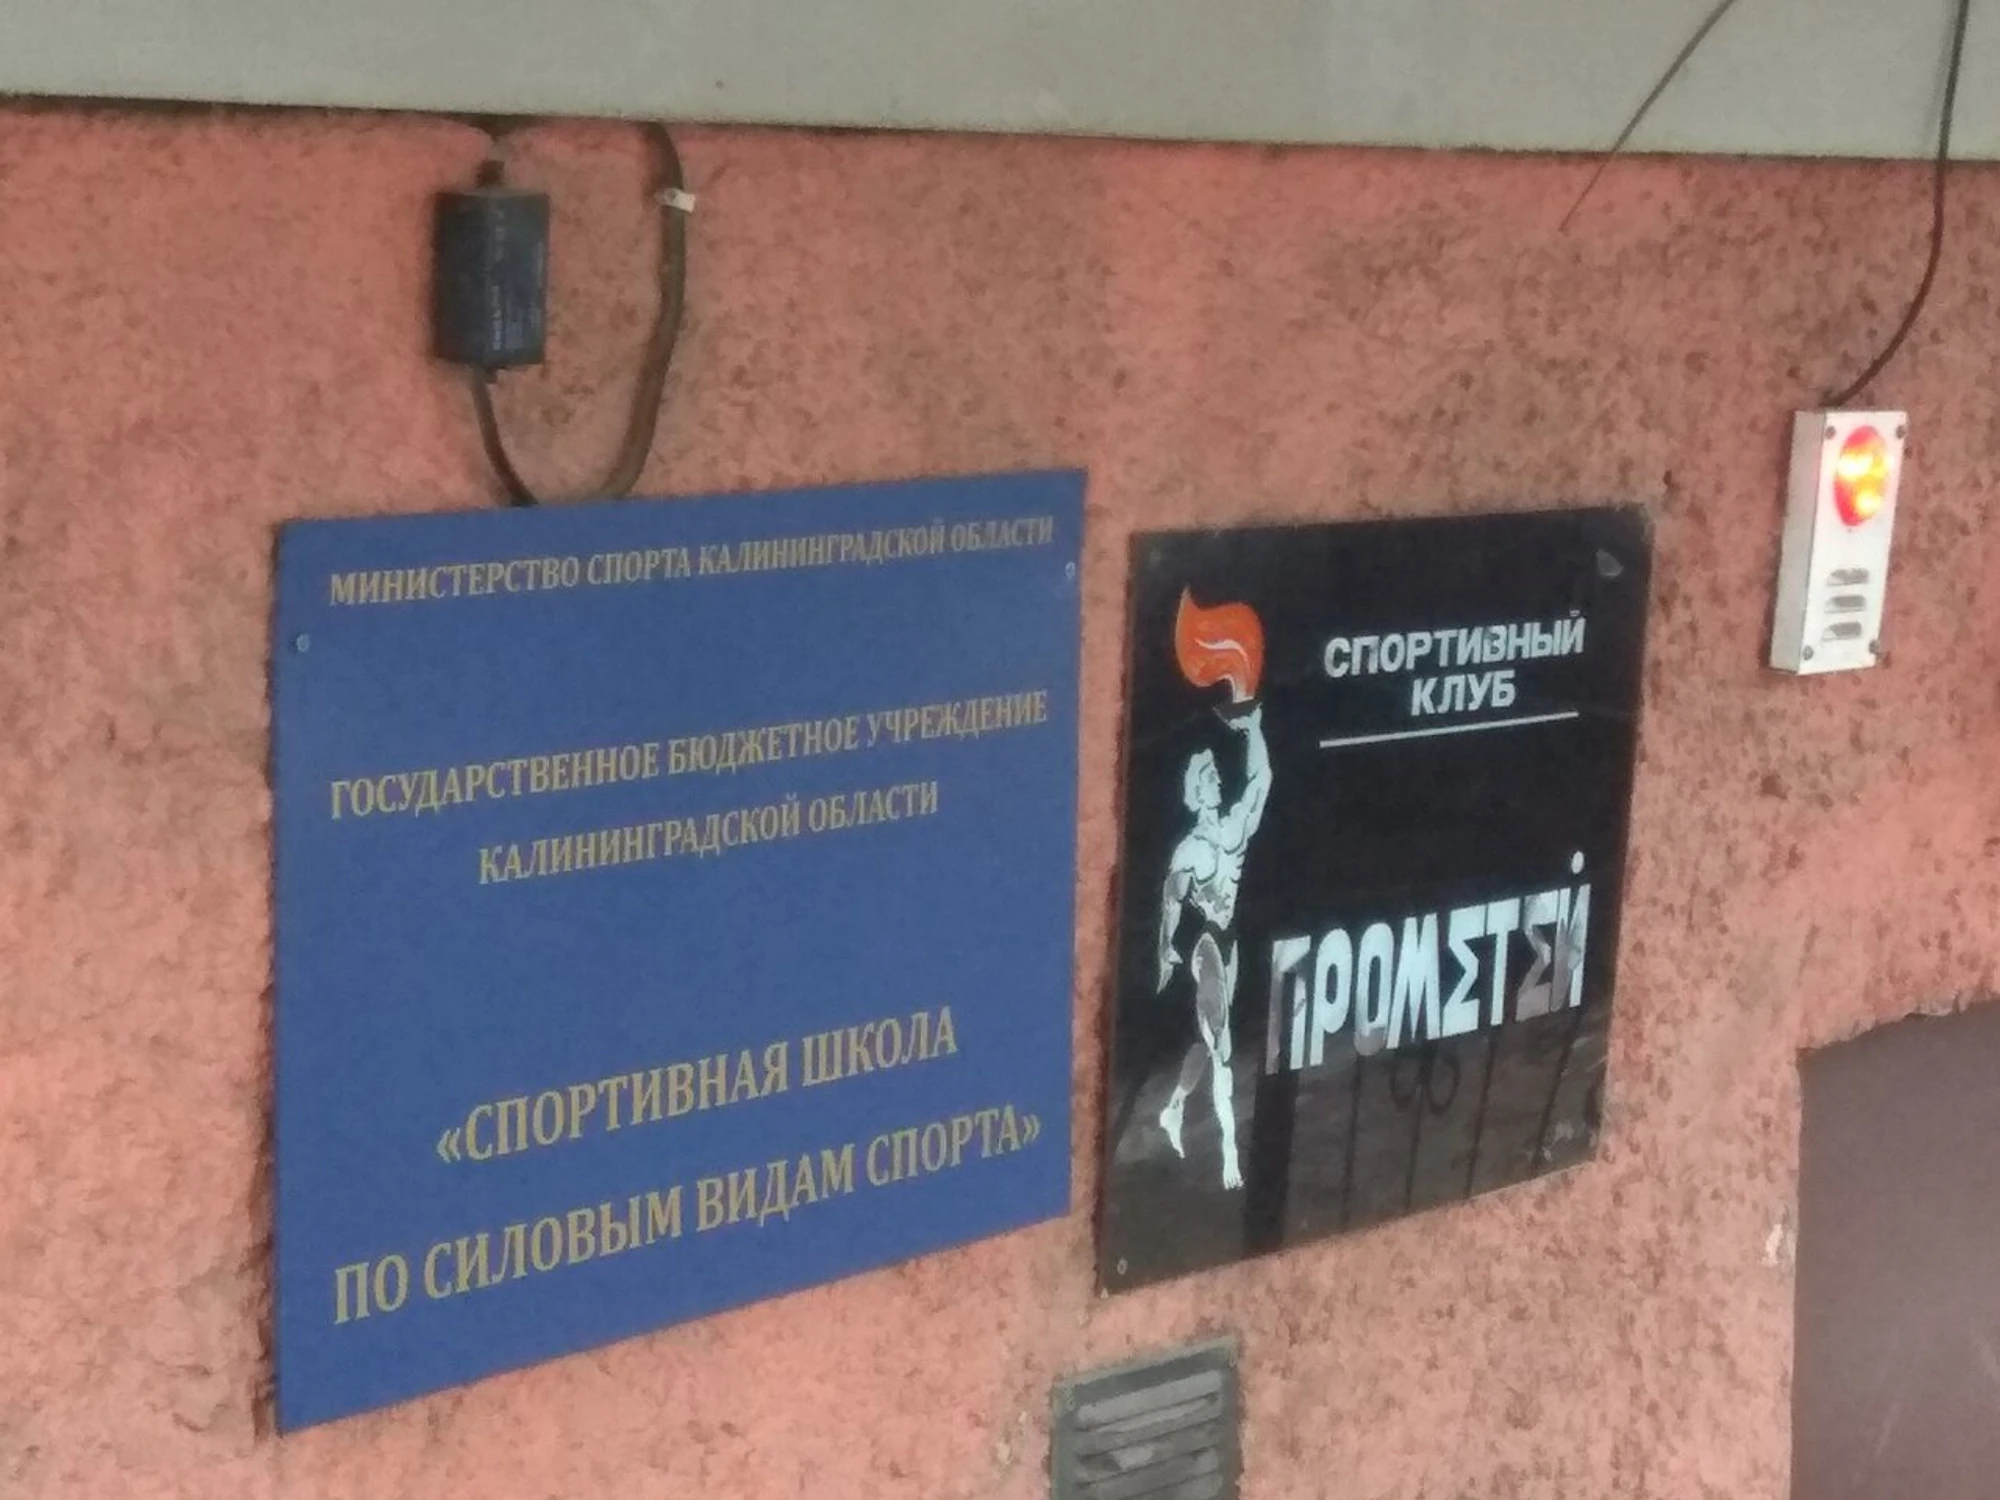 МИНИСТЕРСТВО СПОРТА КАЛИНИНГРАДСКОЙ ОБЛАСТИ
ГОСУДАРСТВЕННОЕ БЮДЖЕТНОЕ УЧРЕЖДЕНИЕ
КАЛИНИНГРАДСКОЙ ОБЛАСТИ
«СПОРТИВНАЯ ШКОЛА
ПО СИЛОВЫМ ВИДАМ СПОРТА»
СПОРТИВНЫЙ
КЛУБ
ПРОМЕТЕЙ